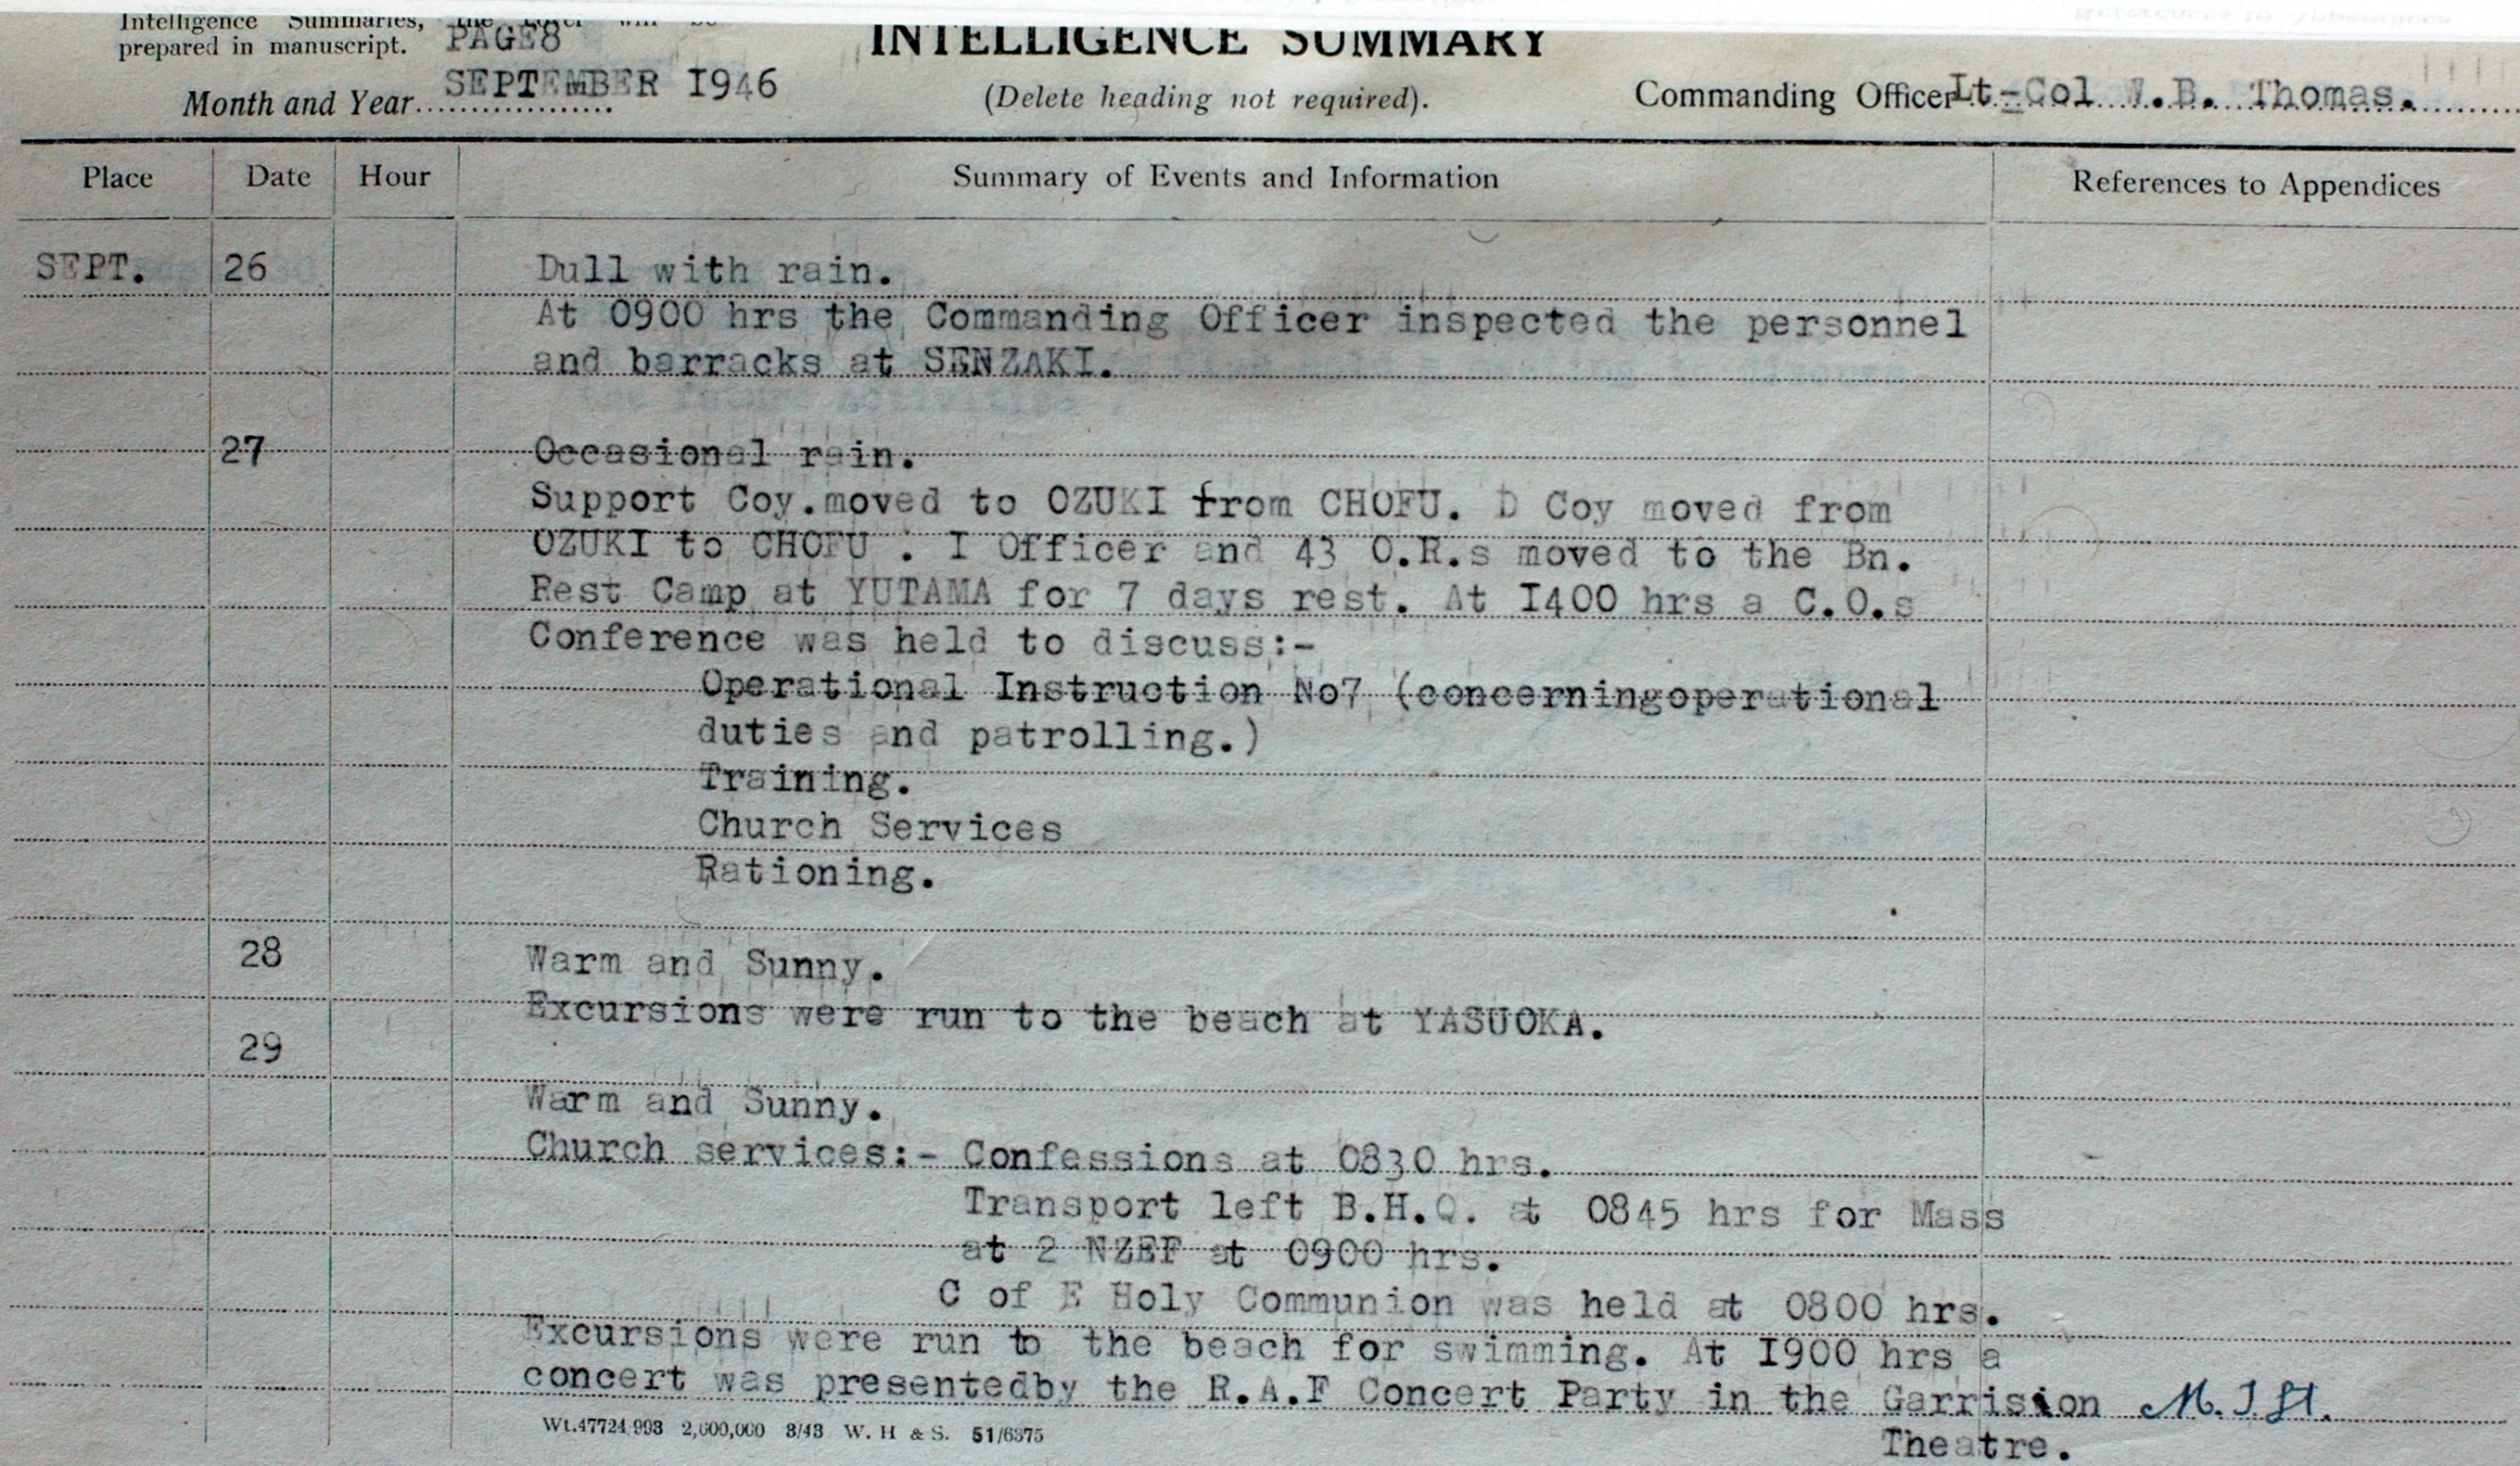 Intelligence Summaries,
prepared in manuscript.
PAGE8
INTELLIGENCE SUMMARY
Month and Year SEPTEMBER I946
(Delete heading not required).
Commanding Officer Lt-Col W.B. Thomas.
Place Date Hour Summary of Events and Information References to Appendices
SEPT. 26 Dull with rain.
At 0900 hrs the Commanding Officer inspected the personnel
and barracks at SENZAKI.
27 Occasional rain.
Support Coy.moved to OZUKI from CHOFU. D Coy moved from
OZUKI to CHOFU . I Officer and 43 O.R.s moved to the Bn.
Rest Camp at YUTAMA for 7 days rest. At I400 hrs a C.O.s
Conference was held to discuss:-
Operational Instruction No7 (concerningoperational
duties and patrolling.)
Training.
Church Services
Rationing.
28 Warm and Sunny.
Excursions were run to the beach at YASUOKA.
29
Warm and Sunny.
Church services:- Confessions at 0830 hrs.
Transport left B.H.Q. at 0845 hrs for Mass
at 2 NZEF at 0900 hrs.
C of E Holy Communion was held at 0800 hrs.
Excursions were run to the beach for swimming. At I900 hrs a
concert was presentedby the R.A.F Concert Party in the Garrision
Theatre.
Wt.47724/993 2,000,000 3/43 W. H & S. 51/6375